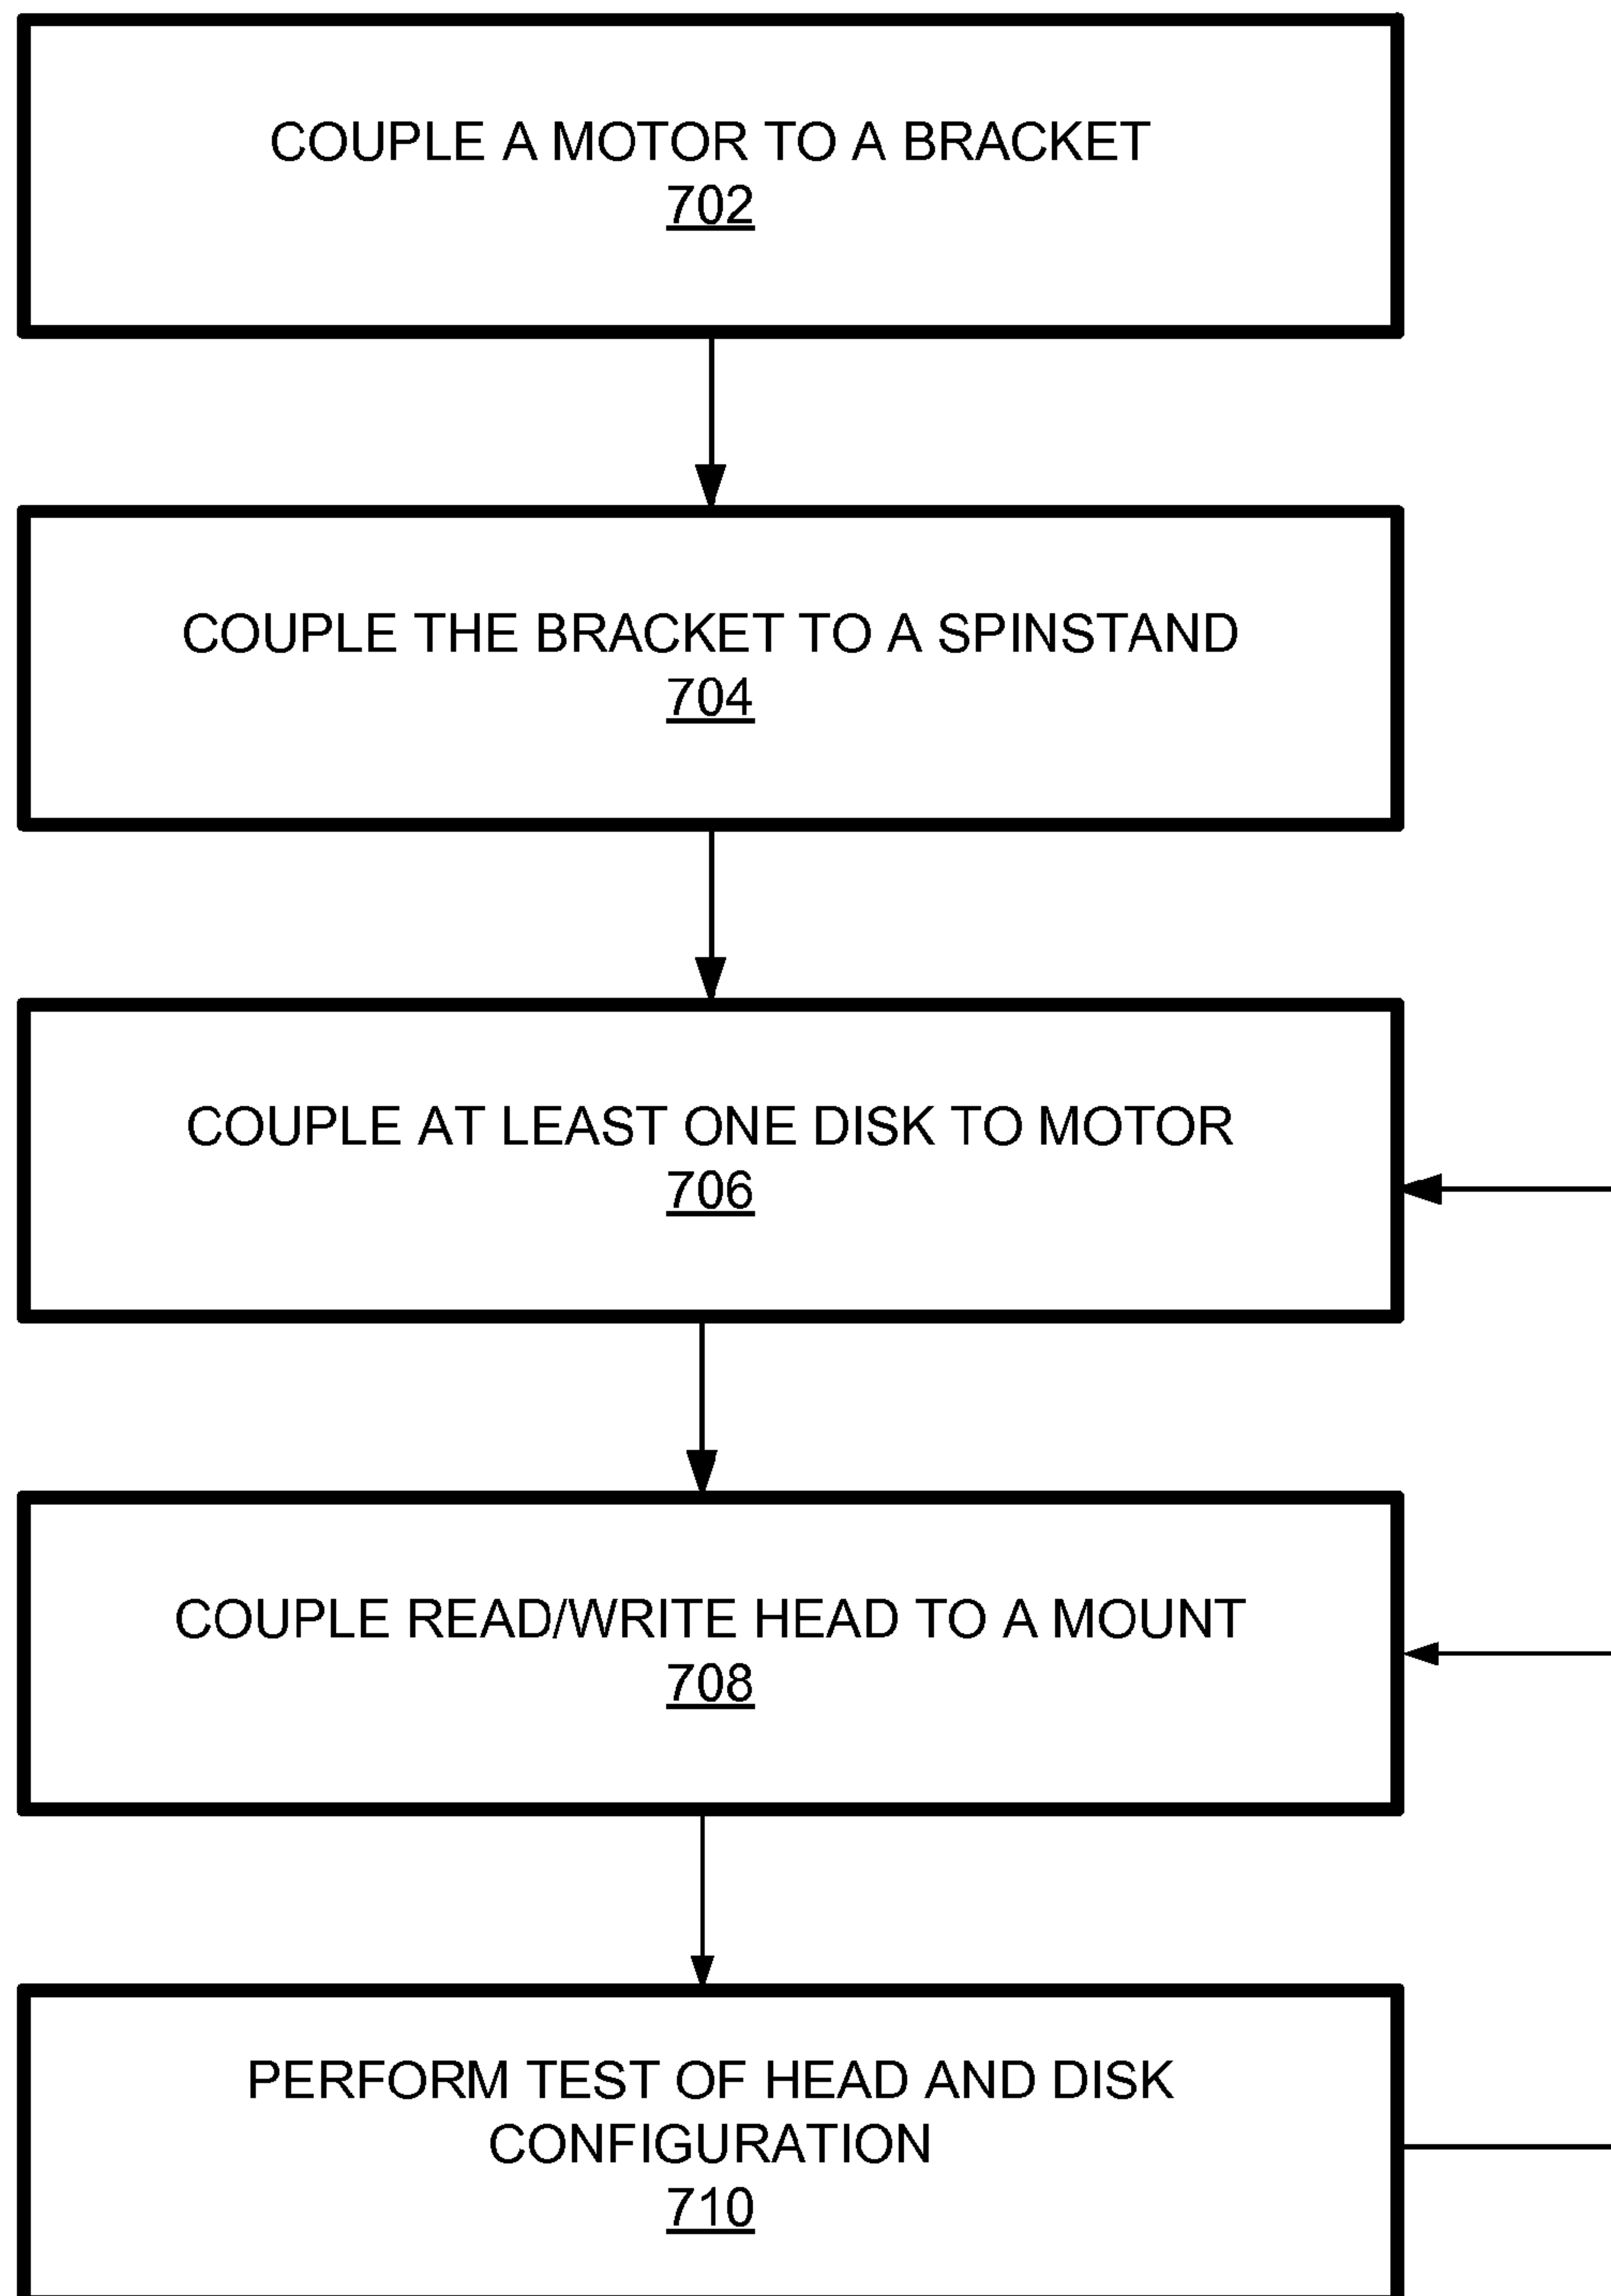 COUPLE A MOTOR TO A BRACKET
702
COUPLE THE BRACKET TO A SPINSTAND
704
COUPLE AT LEAST ONE DISK TO MOTOR
706
COUPLE READ/WRITE HEAD TO A MOUNT
708
PERFORM TEST OF HEAD AND DISK
CONFIGURATION
710